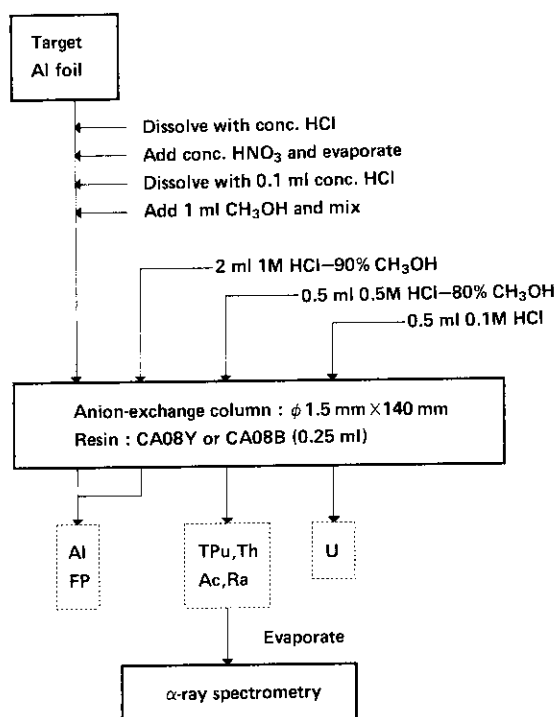 Target
Al foil
Dissolve with conc. HCl
Add conc. HNO3 and evaporate
Dissolve with 0.1 ml conc. HCl
Add 1 ml CH3OH and mix
2 ml 1M HCl–90% CH3OH
0.5 ml 0.5M HCl–80% CH3OH
0.5 ml 0.1M HCl
Anion-exchange column : φ 1.5 mm × 140 mm
Resin : CA08Y or CA08B (0.25 ml)
Al
FP
TPu, Th
Ac, Ra
U
Evaporate
α-ray spectrometry